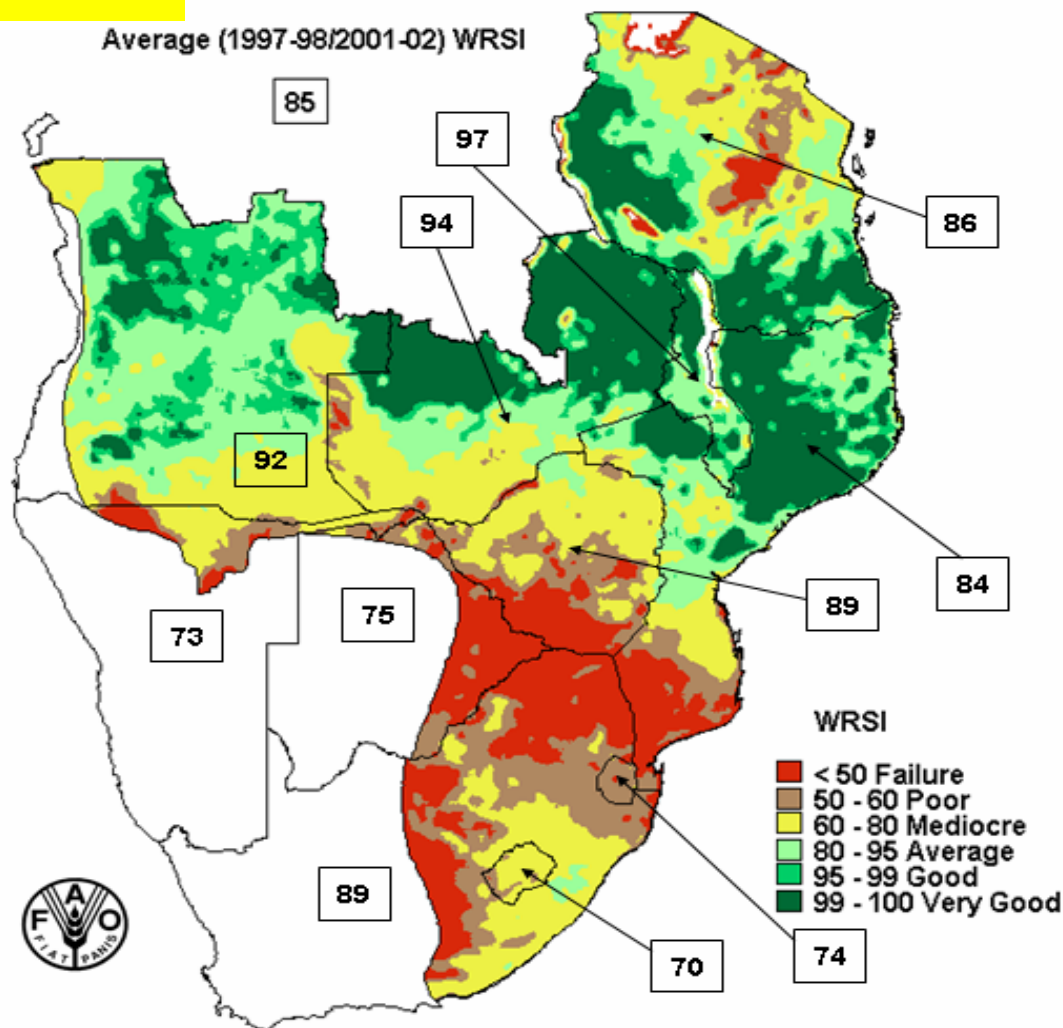 Average (1997-98/2001-02) WRSI
85
97
94
86
92
84
89
75
73
WRSI
< 50 Failure
50 - 60 Poor
60 - 80 Mediocre
80 - 95 Average
95 - 99 Good
99 - 100 Very Good
89
70
74
F A O
FIAT PANIS